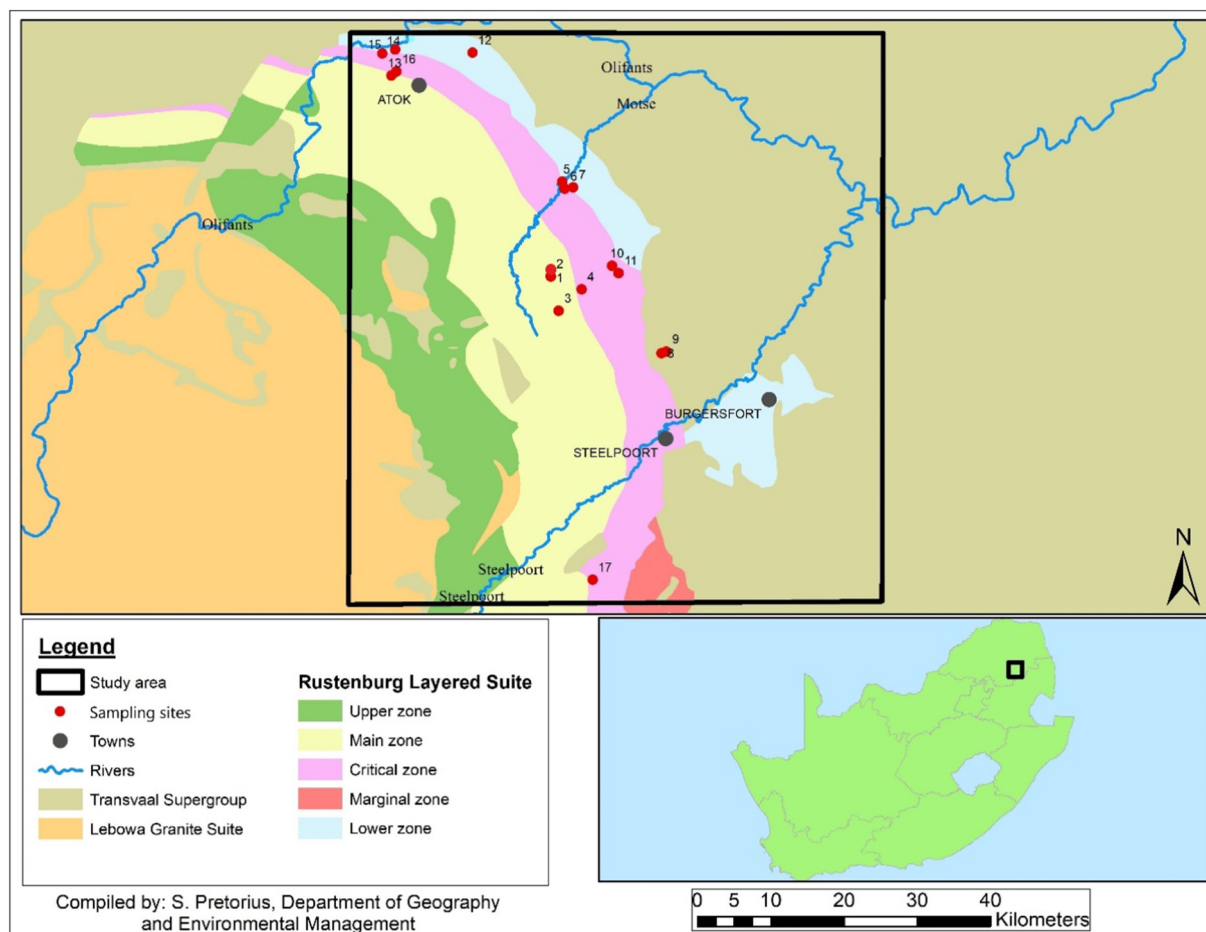 15
14
12
16
13
ATOK
Olifants
Motse
5
6
7
Olifants
2
1
10
11
4
3
9
8
BURGERSFORT
STEELPOORT
Steelpoort
Steelpoort
17
N
Legend
Study area
Sampling sites
Towns
Rivers
Transvaal Supergroup
Lebowa Granite Suite
Rustenburg Layered Suite
Upper zone
Main zone
Critical zone
Marginal zone
Lower zone
Compiled by: S. Pretorius, Department of Geography
and Environmental Management
0 5 10 20 30 40
Kilometers